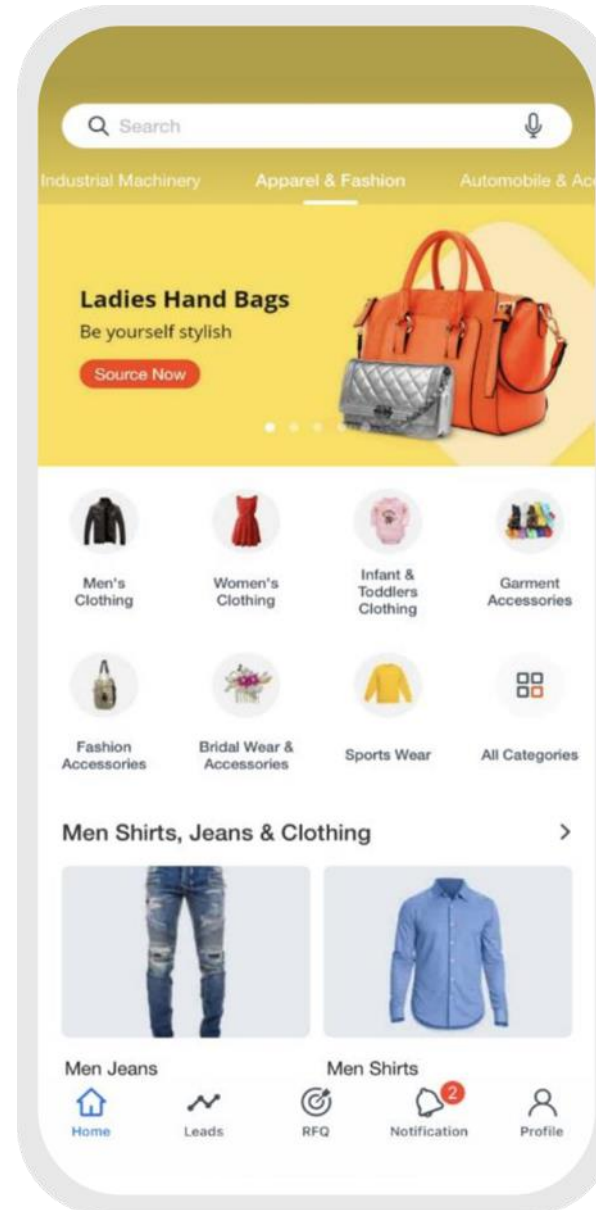 Search
Industrial Machinery Apparel & Fashion Automobile & Acc
Ladies Hand Bags
Be yourself stylish
Source Now
Men's Clothing
Women's Clothing
Infant & Toddlers Clothing
Garment Accessories
Fashion Accessories
Bridal Wear & Accessories
Sports Wear
All Categories
Men Shirts, Jeans & Clothing
Men Jeans Men Shirts
2
Home Leads RFQ Notification Profile